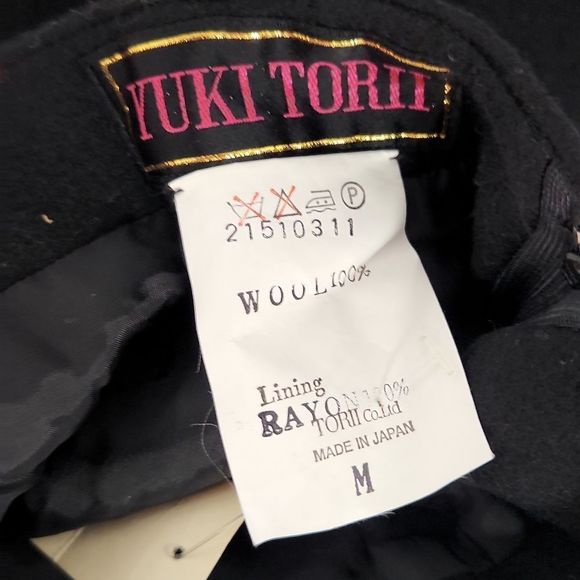 YUKI TORII
P
21510311
WOOL100%
Lining
RAYON100%
TORII Co.Ltd
MADE IN JAPAN
M